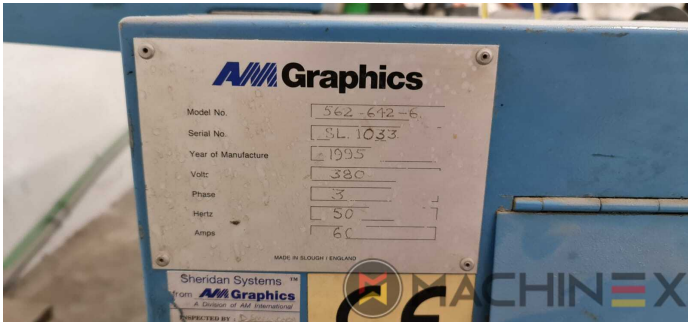 AM Graphics
Model No. 562-642-6
Serial No. SL 1033
Year of Manufacture 1995
Volts 380
Phase 3
Hertz 50
Amps
MADE IN SLOUGH / ENGLAND
Sheridan Systems ™
from AM Graphics
A Division of AM International
INSPECTED BY :
CE
MACHINEX